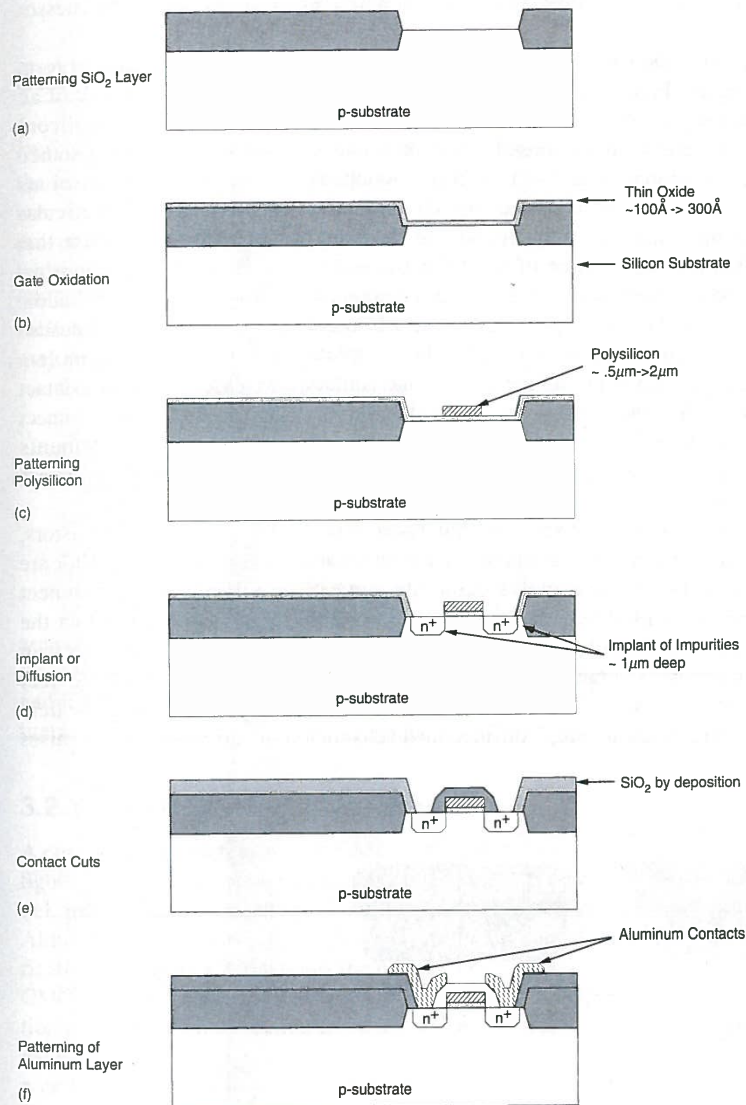 Patterning SiO2 Layer
(a)
p-substrate
Thin Oxide
~100Å -> 300Å
Silicon Substrate
Gate Oxidation
(b)
p-substrate
Polysilicon
~ .5µm->2µm
Patterning
Polysilicon
(c)
p-substrate
n+ n+
Implant of Impurities
~ 1µm deep
Implant or
Diffusion
(d)
p-substrate
SiO2 by deposition
n+ n+
Contact Cuts
(e)
p-substrate
Aluminum Contacts
n+ n+
Patterning of
Aluminum Layer
(f)
p-substrate